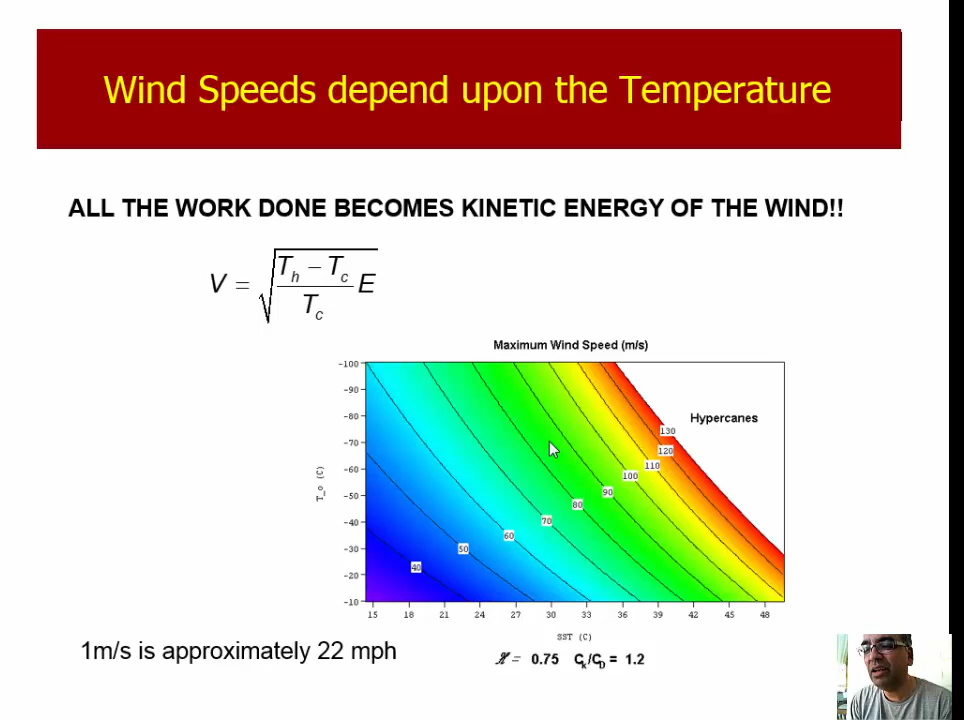 Wind Speeds depend upon the Temperature
ALL THE WORK DONE BECOMES KINETIC ENERGY OF THE WIND!!
V = √((T_h − T_c)/T_c E)
Maximum Wind Speed (m/s)
-100
-90
-80
-70
-60
-50
-40
-30
-20
-10
T_o (C)
Hypercanes
130
120
110
100
90
80
70
60
50
40
15 18 21 24 27 30 33 36 39 42 45 48
SST (C)
ℋ = 0.75 C_k/C_D = 1.2
1m/s is approximately 22 mph